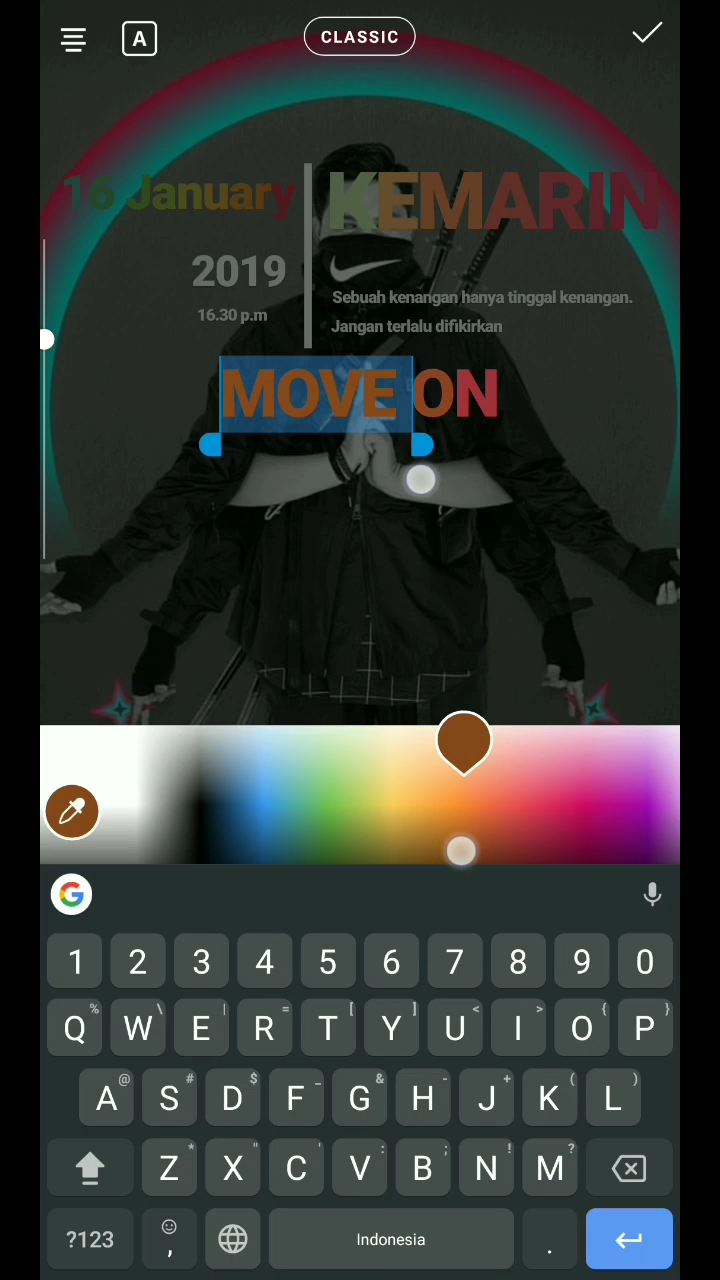 A
CLASSIC
16 January
KEMARIN
2019
Sebuah kenangan hanya tinggal kenangan.
16.30 p.m
Jangan terlalu difikirkan
MOVE ON
G
1 2 3 4 5 6 7 8 9 0
% \ | = [ ] < > { }
Q W E R T Y U I O P
@ # $ _ & - + ( )
A S D F G H J K L
* " ' : ; ! ?
Z X C V B N M
?123 , Indonesia .